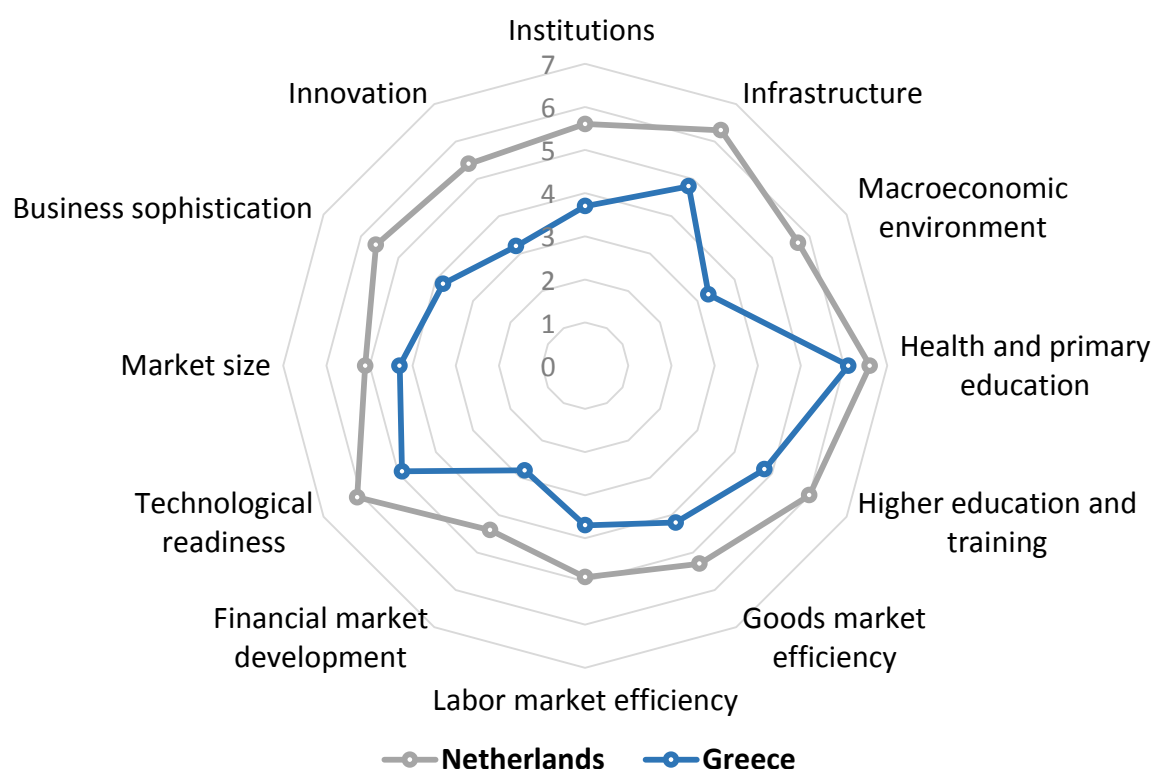 Institutions
7
Innovation
Infrastructure
6
5
Macroeconomic
environment
Business sophistication
4
3
2
1
Health and primary
education
Market size
0
Technological
readiness
Higher education and
training
Financial market
development
Goods market
efficiency
Labor market efficiency
Netherlands
Greece